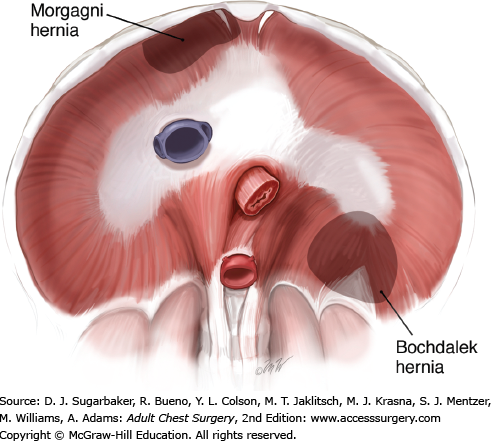 Morgagni
hernia
Bochdalek
hernia
Source: D. J. Sugarbaker, R. Bueno, Y. L. Colson, M. T. Jaklitsch, M. J. Krasna, S. J. Mentzer,
M. Williams, A. Adams: Adult Chest Surgery, 2nd Edition: www.accesssurgery.com
Copyright © McGraw-Hill Education. All rights reserved.